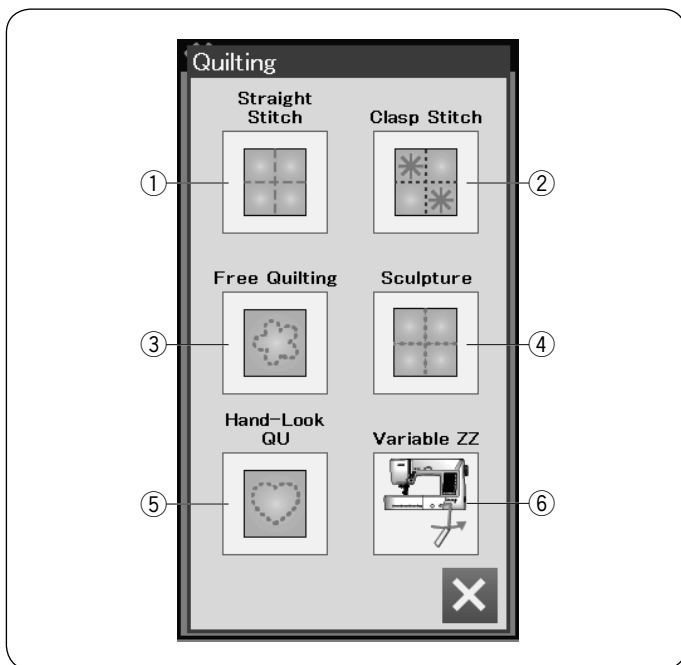 Quilting
Straight
Stitch
Clasp Stitch
① ②
Free Quilting Sculpture
③ ④
Hand-Look
QU
Variable ZZ
⑤ ⑥